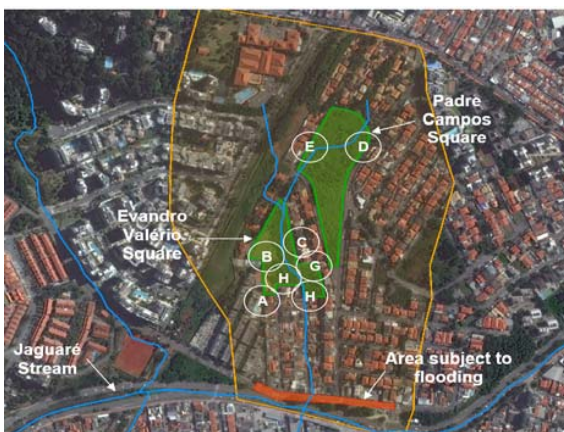 Padre
Campos
Square
E
D
Evandro
Valério
Square
C
B
G
H
A
H
Jaguaré
Stream
Area subject to
flooding